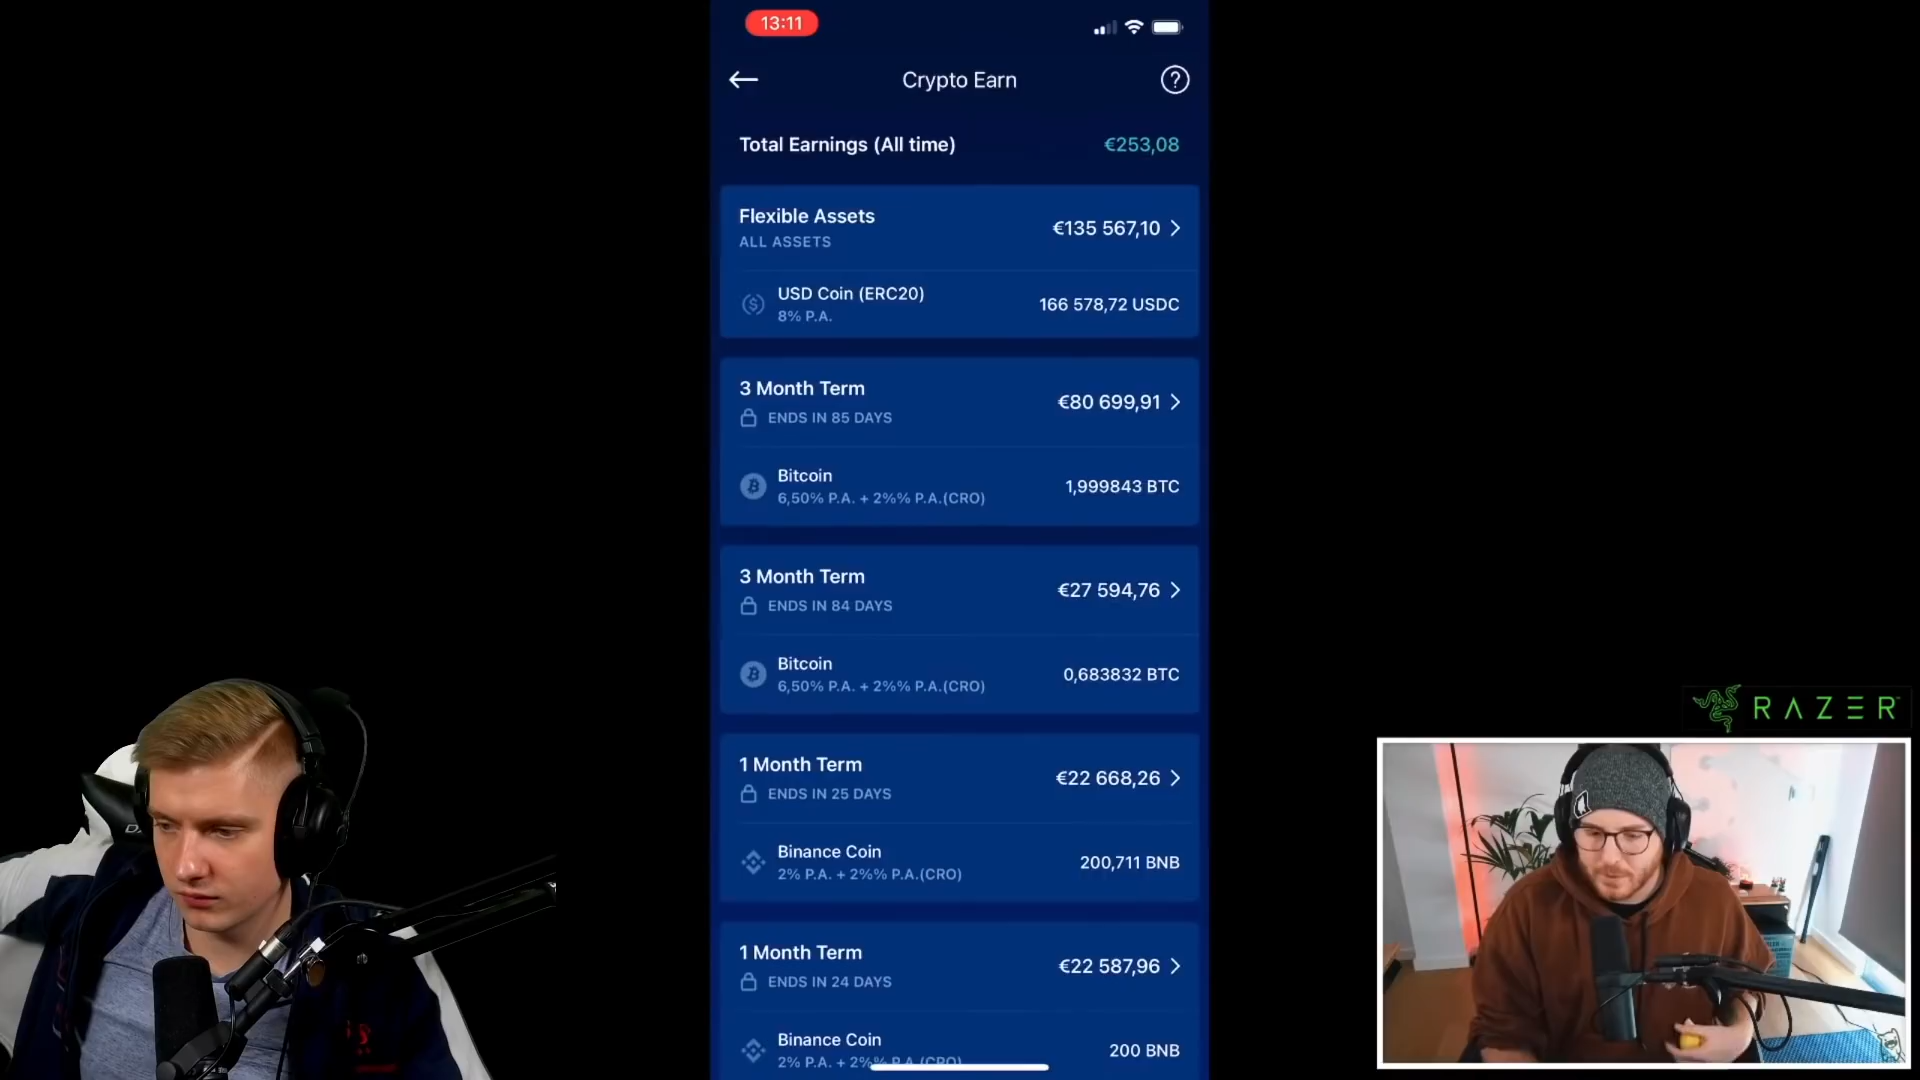 13:11
Crypto Earn
?
Total Earnings (All time) €253,08
Flexible Assets €135 567,10
ALL ASSETS
USD Coin (ERC20) 166 578,72 USDC
8% P.A.
3 Month Term €80 699,91
ENDS IN 85 DAYS
Bitcoin 1,999843 BTC
6,50% P.A. + 2%% P.A.(CRO)
3 Month Term €27 594,76
ENDS IN 84 DAYS
Bitcoin 0,683832 BTC
6,50% P.A. + 2%% P.A.(CRO)
1 Month Term €22 668,26
ENDS IN 25 DAYS
Binance Coin 200,711 BNB
2% P.A. + 2%% P.A.(CRO)
1 Month Term €22 587,96
ENDS IN 24 DAYS
Binance Coin 200 BNB
2% P.A. + 2%% P.A.(CRO)
RAZER